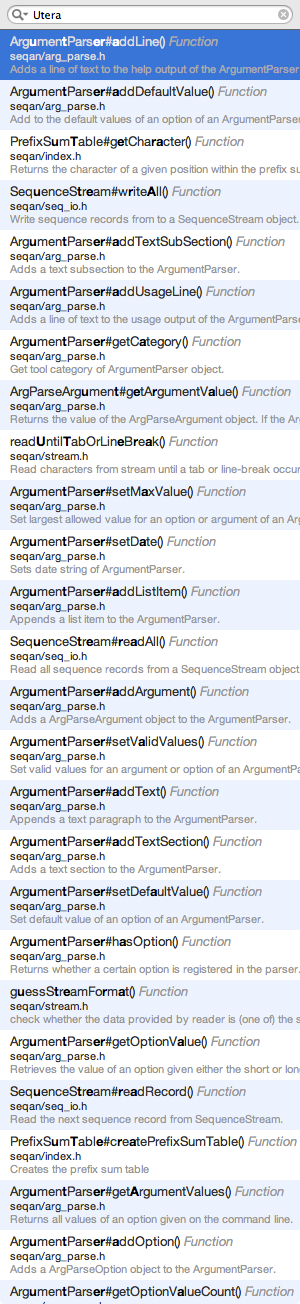 Utera
ArgumentParser#addLine() Function
seqan/arg_parse.h
Adds a line of text to the help output of the ArgumentParser
ArgumentParser#addDefaultValue() Function
seqan/arg_parse.h
Add to the default values of an option of an ArgumentParser
PrefixSumTable#getCharacter() Function
seqan/index.h
Returns the character of a given position within the prefix su
SequenceStream#writeAll() Function
seqan/seq_io.h
Write sequence records from to a SequenceStream object.
ArgumentParser#addTextSubSection() Function
seqan/arg_parse.h
Adds a text subsection to the ArgumentParser.
ArgumentParser#addUsageLine() Function
seqan/arg_parse.h
Adds a line of text to the usage output of the ArgumentParse
ArgumentParser#getCategory() Function
seqan/arg_parse.h
Get tool category of ArgumentParser object.
ArgParseArgument#getArgumentValue() Function
seqan/arg_parse.h
Returns the value of the ArgParseArgument object. If the Ar
readUntilTabOrLineBreak() Function
seqan/stream.h
Read characters from stream until a tab or line-break occur
ArgumentParser#setMaxValue() Function
seqan/arg_parse.h
Set largest allowed value for an option or argument of an Arg
ArgumentParser#setDate() Function
seqan/arg_parse.h
Sets date string of ArgumentParser.
ArgumentParser#addListItem() Function
seqan/arg_parse.h
Appends a list item to the ArgumentParser.
SequenceStream#readAll() Function
seqan/seq_io.h
Read all sequence records from a SequenceStream object
ArgumentParser#addArgument() Function
seqan/arg_parse.h
Adds a ArgParseArgument object to the ArgumentParser.
ArgumentParser#setValidValues() Function
seqan/arg_parse.h
Set valid values for an argument or option of an ArgumentPa
ArgumentParser#addText() Function
seqan/arg_parse.h
Appends a text paragraph to the ArgumentParser.
ArgumentParser#addTextSection() Function
seqan/arg_parse.h
Adds a text section to the ArgumentParser.
ArgumentParser#setDefaultValue() Function
seqan/arg_parse.h
Set default value of an option of an ArgumentParser.
ArgumentParser#hasOption() Function
seqan/arg_parse.h
Returns whether a certain option is registered in the parser.
guessStreamFormat() Function
seqan/stream.h
check whether the data provided by reader is (one of) the s
ArgumentParser#getOptionValue() Function
seqan/arg_parse.h
Retrieves the value of an option given either the short or long
SequenceStream#readRecord() Function
seqan/seq_io.h
Read the next sequence record from SequenceStream.
PrefixSumTable#createPrefixSumTable() Function
seqan/index.h
Creates the prefix sum table
ArgumentParser#getArgumentValues() Function
seqan/arg_parse.h
Returns all values of an option given on the command line.
ArgumentParser#addOption() Function
seqan/arg_parse.h
Adds a ArgParseOption object to the ArgumentParser.
ArgumentParser#getOptionValueCount() Function